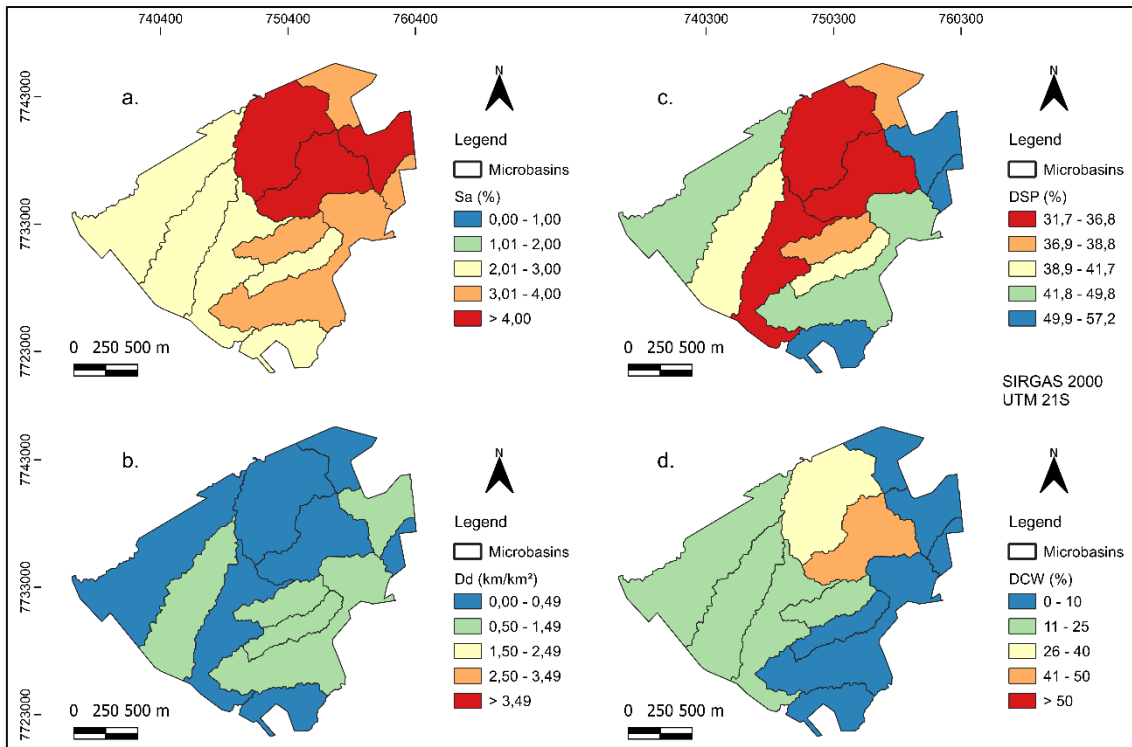 740400 750400 760400
740300 750300 760300
7743000
7733000
7723000
7743000
7733000
7723000
a.
N
Legend
Microbasins
Sa (%)
0,00 - 1,00
1,01 - 2,00
2,01 - 3,00
3,01 - 4,00
> 4,00
0 250 500 m
c.
N
Legend
Microbasins
DSP (%)
31,7 - 36,8
36,9 - 38,8
38,9 - 41,7
41,8 - 49,8
49,9 - 57,2
0 250 500 m
SIRGAS 2000
UTM 21S
b.
N
Legend
Microbasins
Dd (km/km²)
0,00 - 0,49
0,50 - 1,49
1,50 - 2,49
2,50 - 3,49
> 3,49
0 250 500 m
d.
N
Legend
Microbasins
DCW (%)
0 - 10
11 - 25
26 - 40
41 - 50
> 50
0 250 500 m